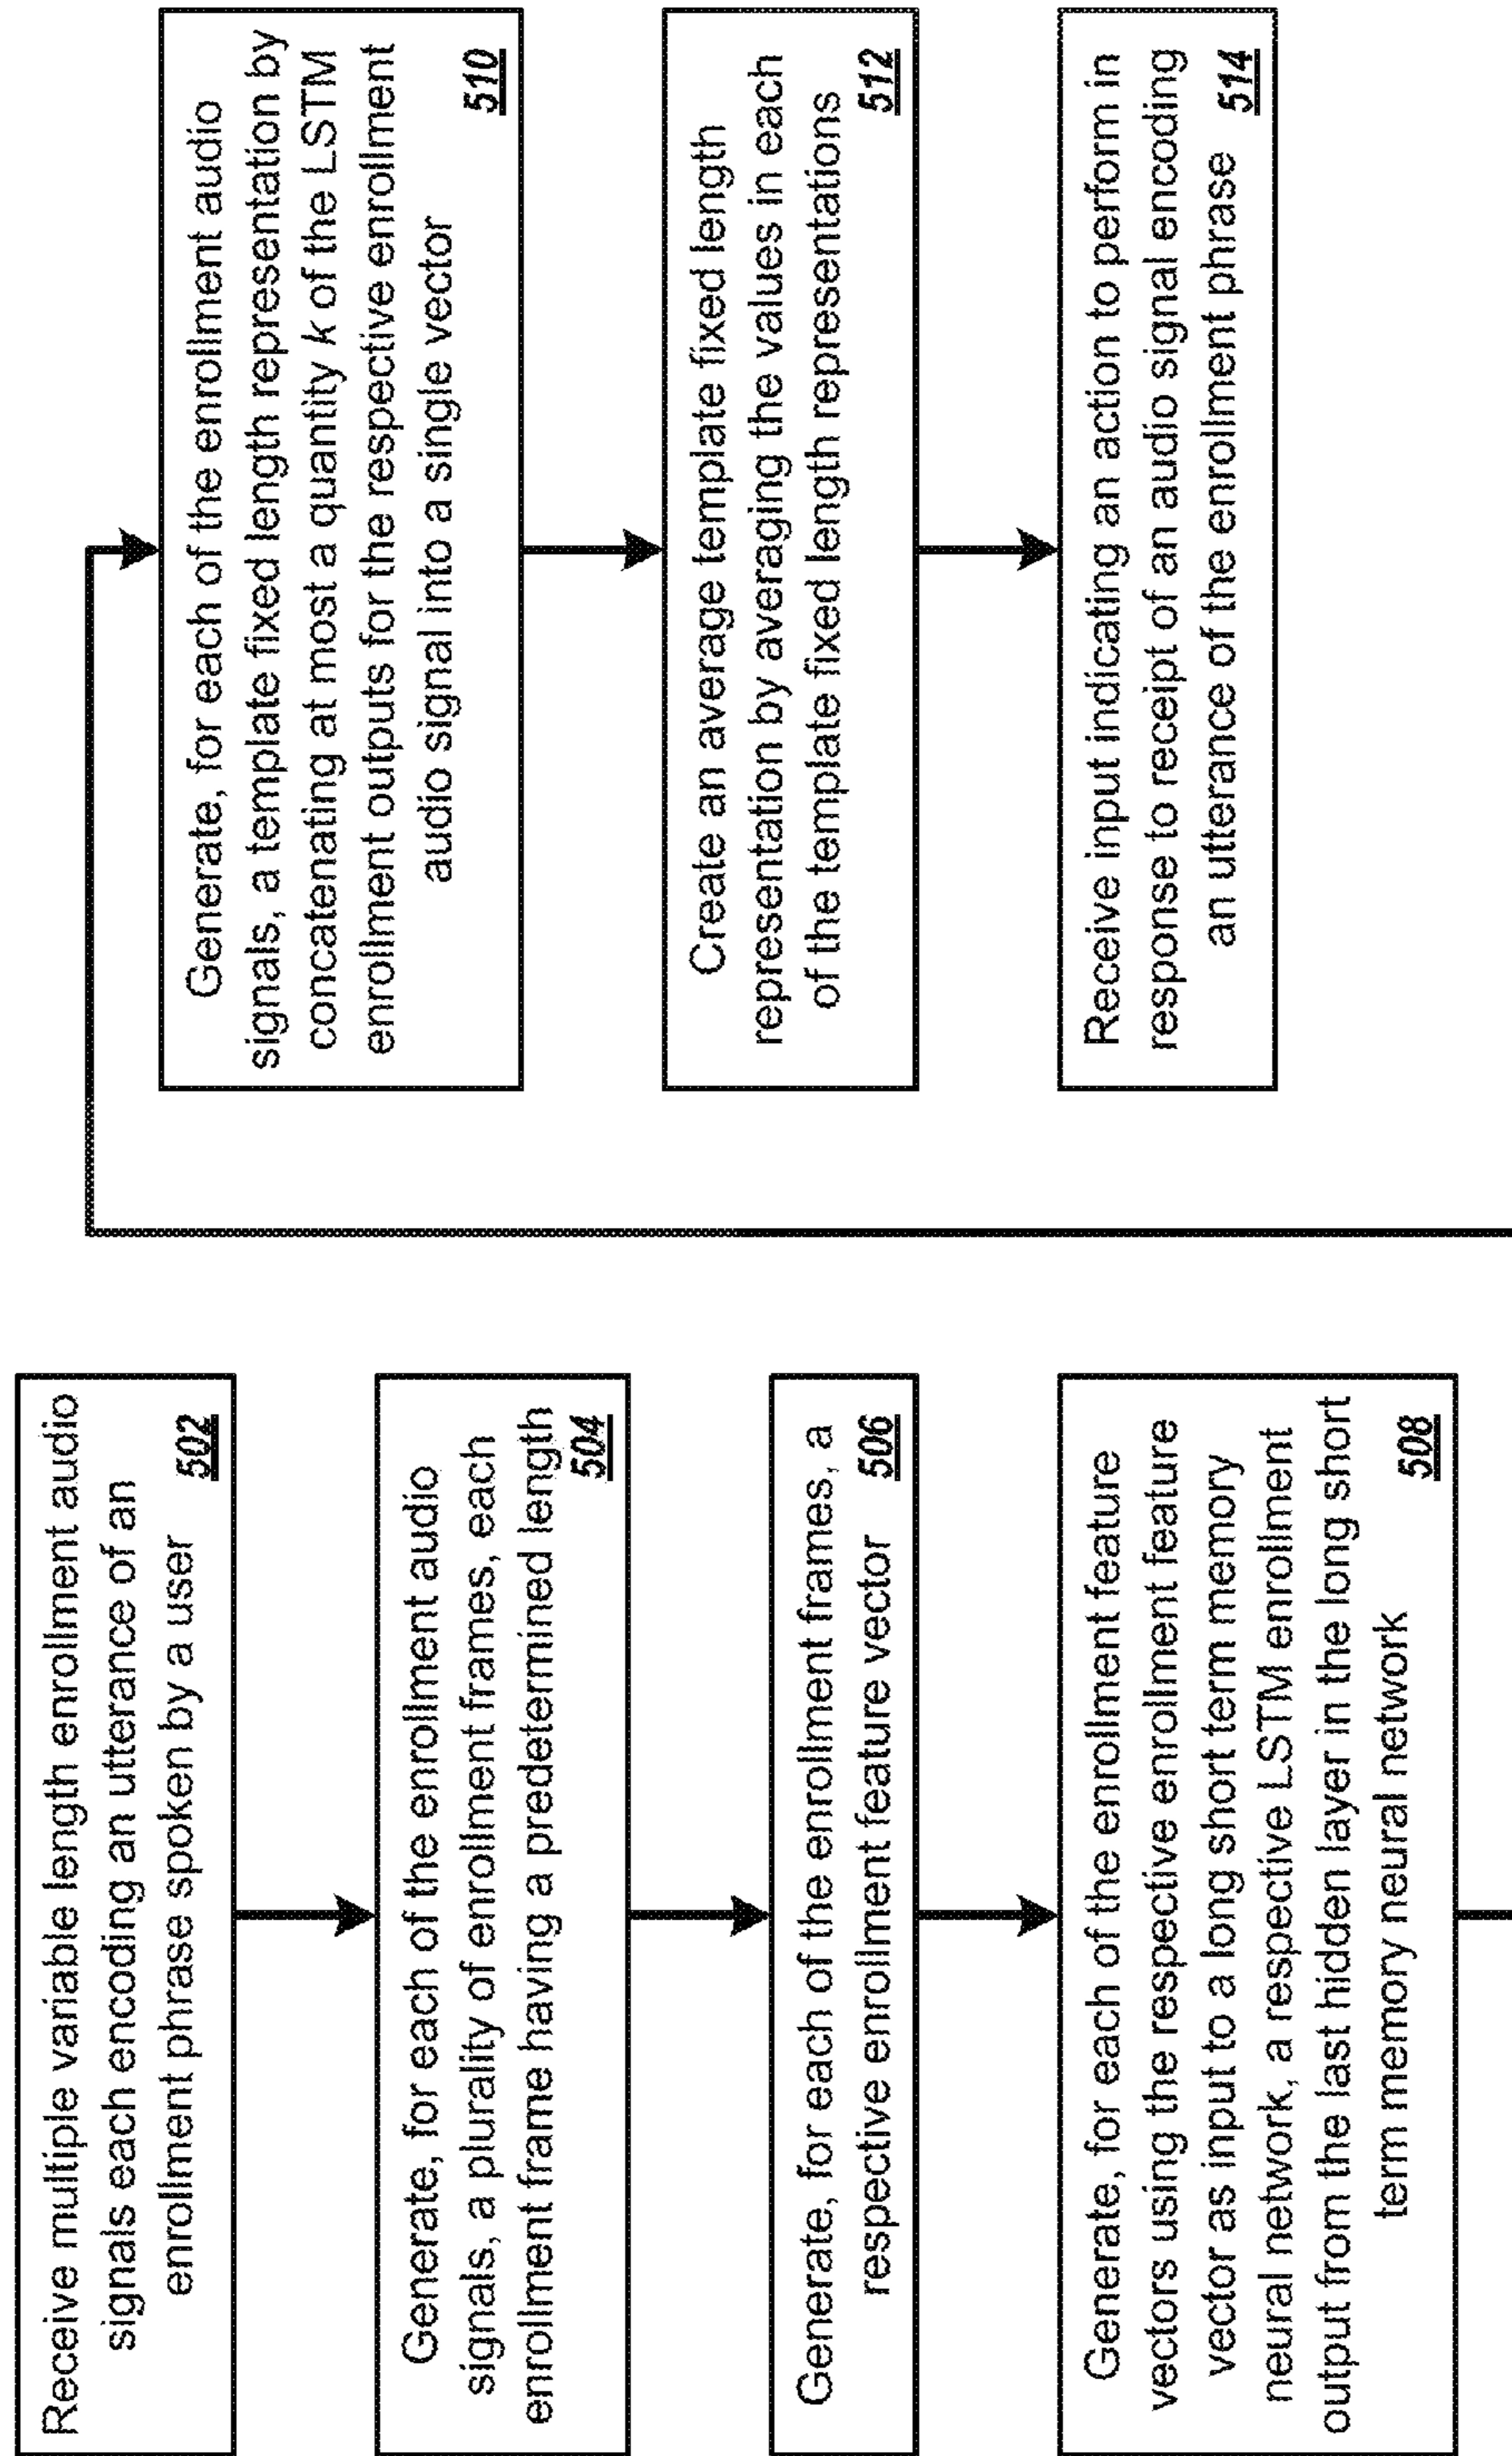 Receive multiple variable length enrollment audio
signals each encoding an utterance of an
enrollment phrase spoken by a user
502
Generate, for each of the enrollment audio
signals, a plurality of enrollment frames, each
enrollment frame having a predetermined length
504
Generate, for each of the enrollment frames, a
respective enrollment feature vector
506
Generate, for each of the enrollment feature
vectors using the respective enrollment feature
vector as input to a long short term memory
neural network, a respective LSTM enrollment
output from the last hidden layer in the long short
term memory neural network
508
Generate, for each of the enrollment audio
signals, a template fixed length representation by
concatenating at most a quantity k of the LSTM
enrollment outputs for the respective enrollment
audio signal into a single vector
510
Create an average template fixed length
representation by averaging the values in each
of the template fixed length representations
512
Receive input indicating an action to perform in
response to receipt of an audio signal encoding
an utterance of the enrollment phrase
514